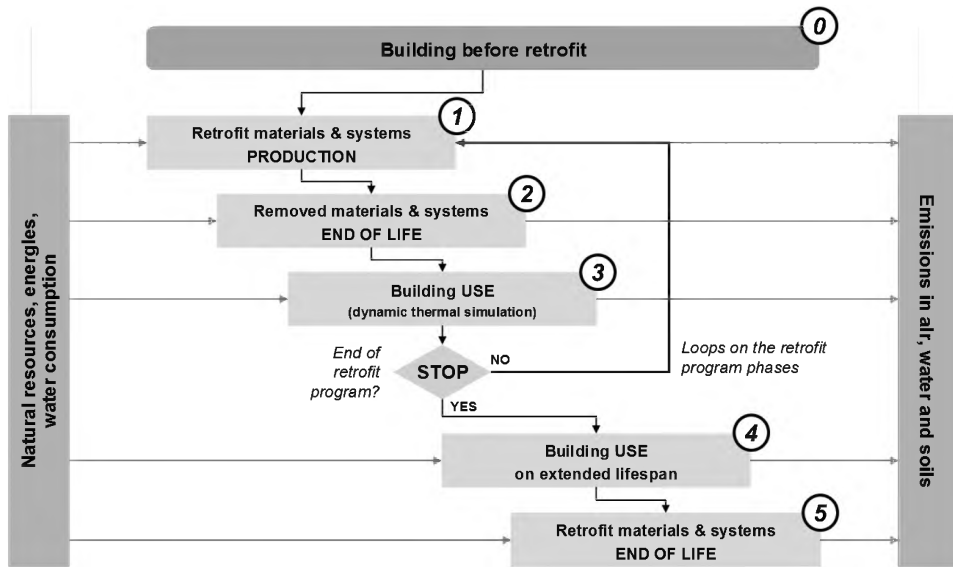 0
Building before retrofit
1
Retrofit materials & systems
PRODUCTION
2
Removed materials & systems
END OF LIFE
3
Building USE
(dynamic thermal simulation)
End of
retrofit
program?
STOP
NO
YES
Loops on the retrofit
program phases
4
Building USE
on extended lifespan
5
Retrofit materials & systems
END OF LIFE
Natural resources, energles,
water consumption
Emissions in alr, water and soils